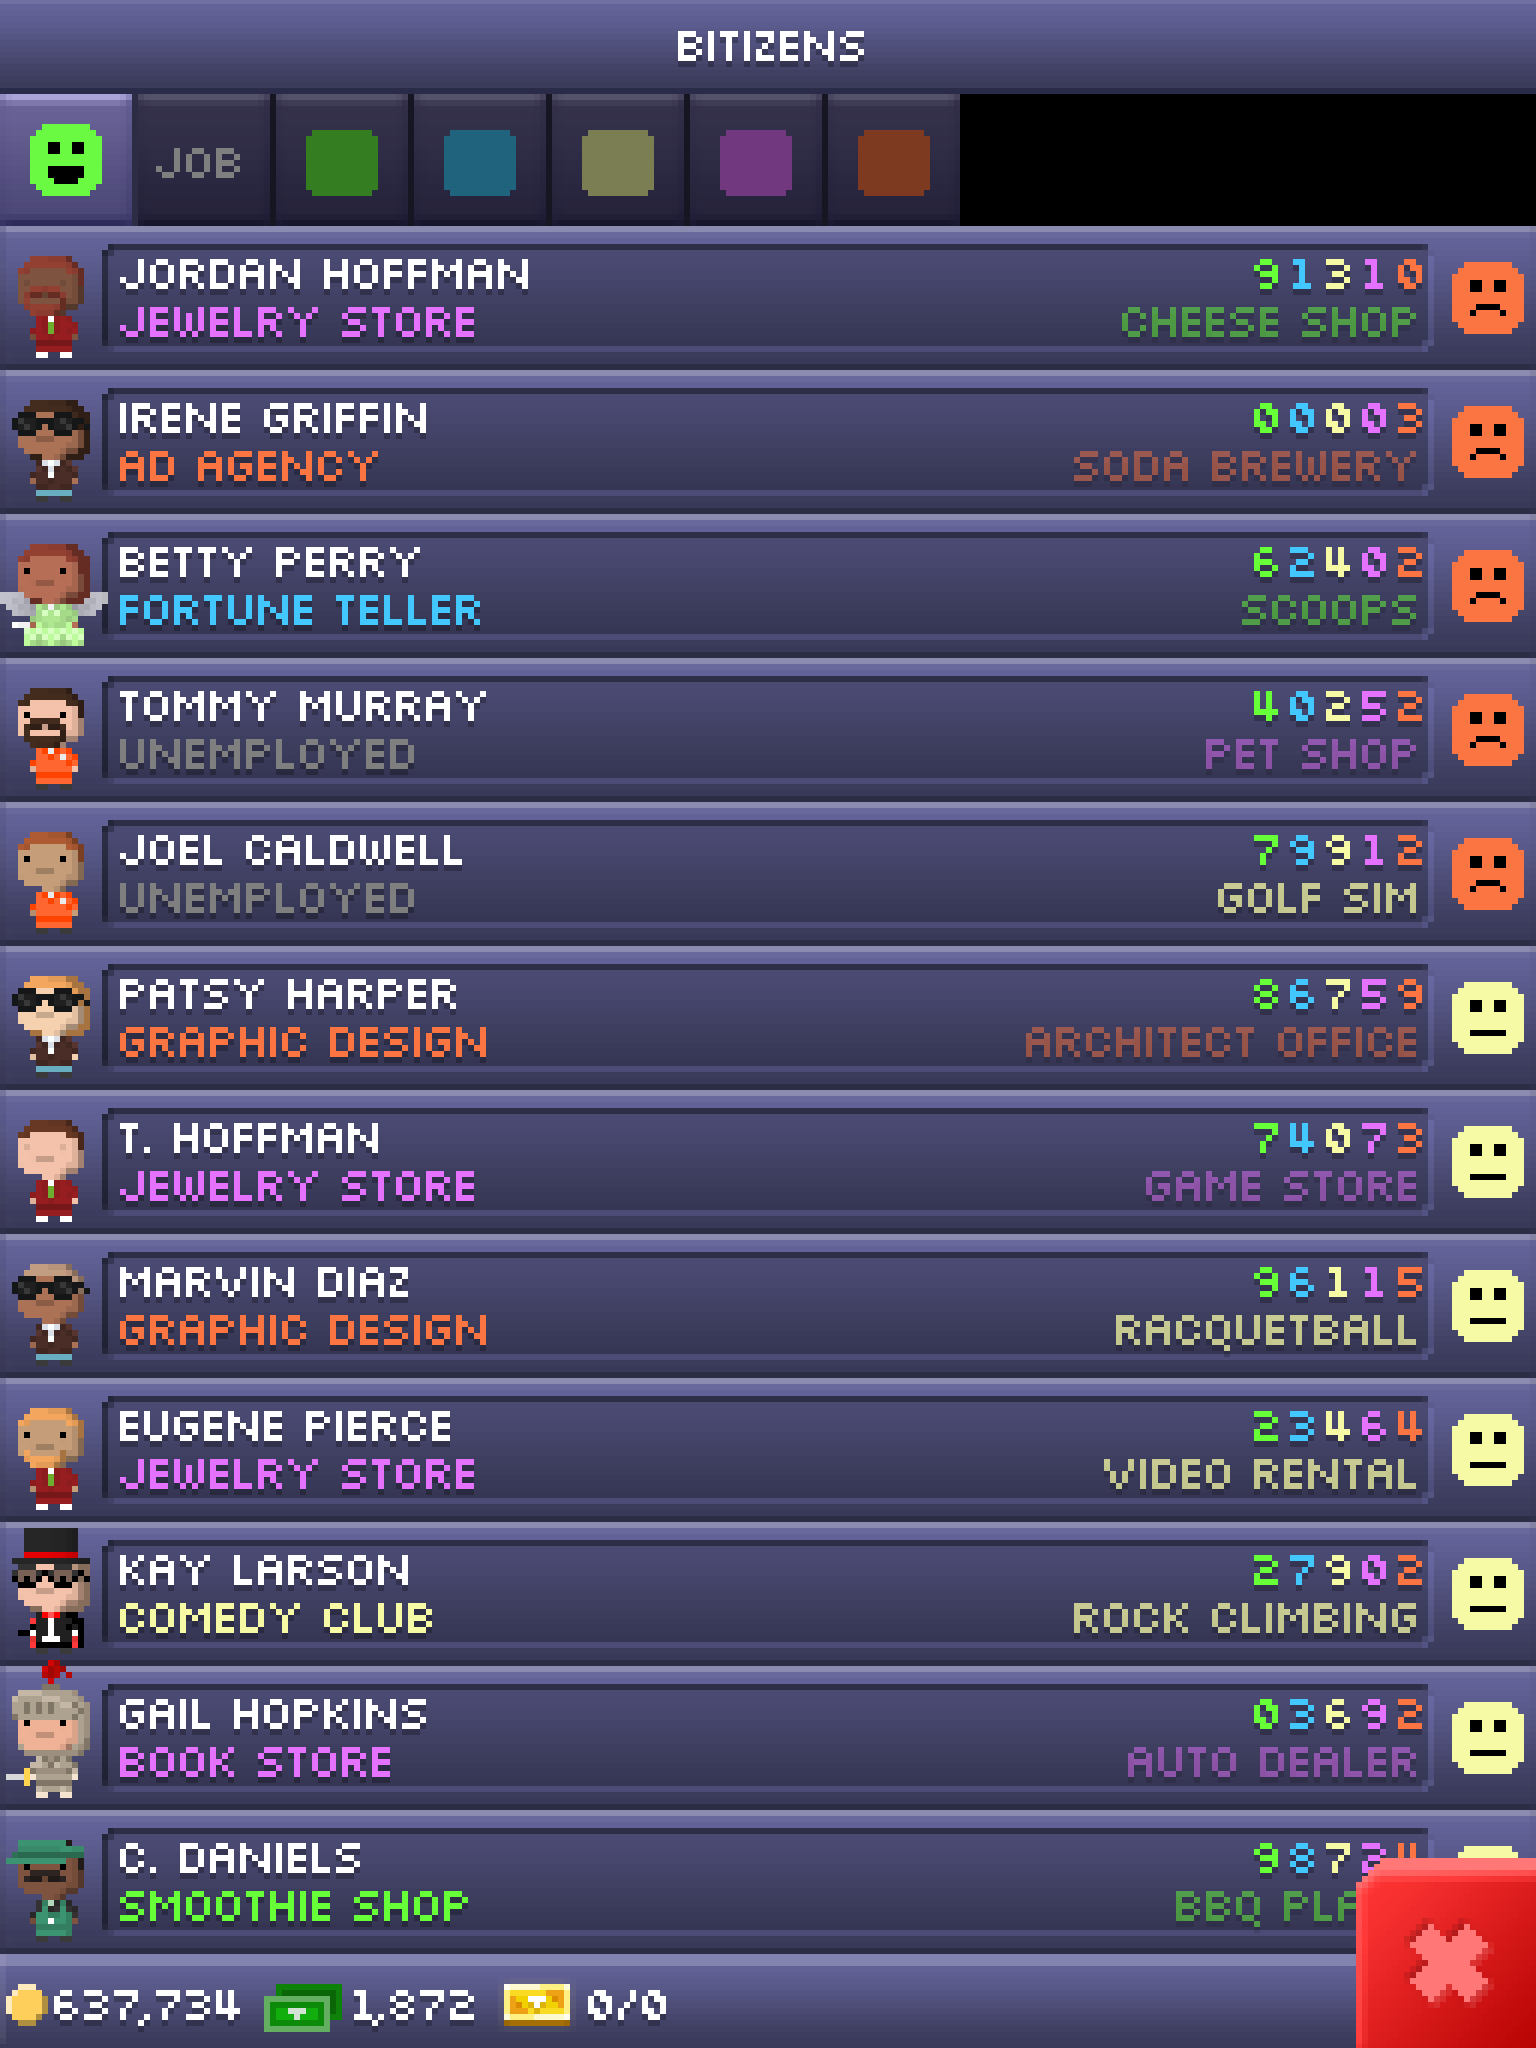 BITIZENS
JOB
JORDAN HOFFMAN 91310
JEWELRY STORE CHEESE SHOP
IRENE GRIFFIN 00003
AD AGENCY SODA BREWERY
BETTY PERRY 62402
FORTUNE TELLER SCOOPS
TOMMY MURRAY 40252
UNEMPLOYED PET SHOP
JOEL CALDWELL 79912
UNEMPLOYED GOLF SIM
PATSY HARPER 86759
GRAPHIC DESIGN ARCHITECT OFFICE
T. HOFFMAN 74073
JEWELRY STORE GAME STORE
MARVIN DIAZ 96115
GRAPHIC DESIGN RACQUETBALL
EUGENE PIERCE 23464
JEWELRY STORE VIDEO RENTAL
KAY LARSON 27902
COMEDY CLUB ROCK CLIMBING
GAIL HOPKINS 03692
BOOK STORE AUTO DEALER
C. DANIELS 987
SMOOTHIE SHOP BBQ
637,734 1,872 0/0